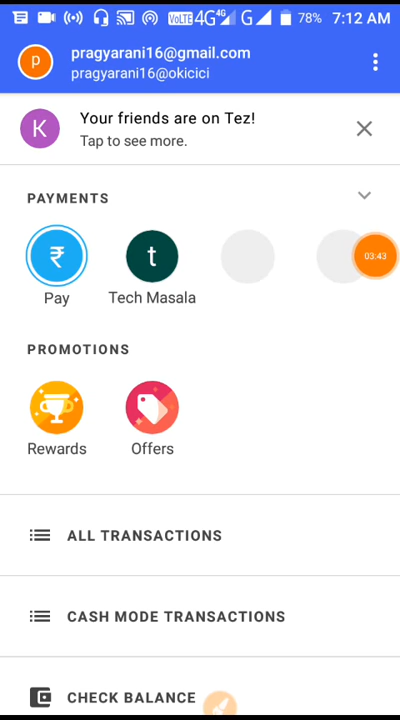 VoLTE 4G 4G G 78% 7:12 AM
p
pragyarani16@gmail.com
pragyarani16@okicici
K
Your friends are on Tez!
Tap to see more.
PAYMENTS
₹
t
03:43
Pay
Tech Masala
PROMOTIONS
Rewards
Offers
ALL TRANSACTIONS
CASH MODE TRANSACTIONS
CHECK BALANCE